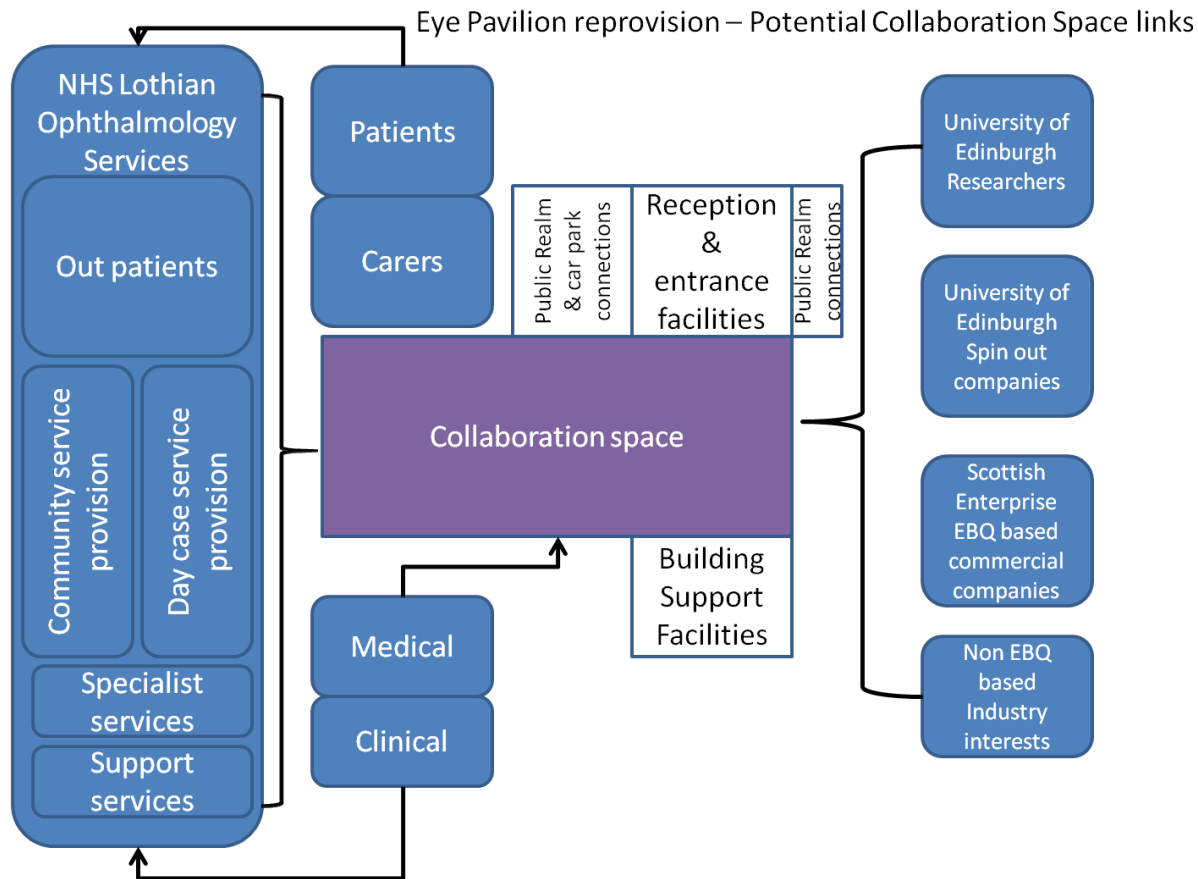 Eye Pavilion reprovision – Potential Collaboration Space links
NHS Lothian
Ophthalmology
Services
Out patients
Community service
provision
Day case service
provision
Specialist
services
Support
services
Patients
Carers
Public Realm
& car park
connections
Reception
&
entrance
facilities
Public Realm
connections
Collaboration space
Building
Support
Facilities
Medical
Clinical
University of
Edinburgh
Researchers
University of
Edinburgh
Spin out
companies
Scottish
Enterprise
EBQ based
commercial
companies
Non EBQ
based
Industry
interests